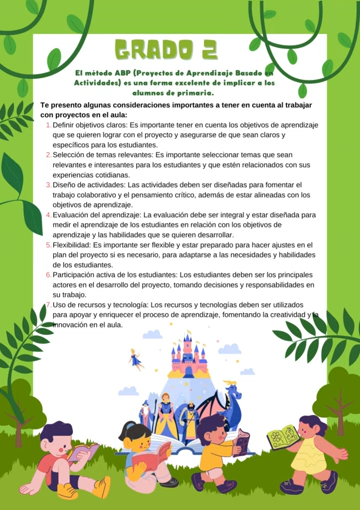 GRADO 2
El método ABP (Proyectos de Aprendizaje Basado en
Actividades) es una forma excelente de implicar a los
alumnos de primaria.
Te presento algunas consideraciones importantes a tener en cuenta al trabajar
con proyectos en el aula:
1. Definir objetivos claros: Es importante tener en cuenta los objetivos de aprendizaje
que se quieren lograr con el proyecto y asegurarse de que sean claros y
específicos para los estudiantes.
2. Selección de temas relevantes: Es importante seleccionar temas que sean
relevantes e interesantes para los estudiantes y que estén relacionados con sus
experiencias cotidianas.
3. Diseño de actividades: Las actividades deben ser diseñadas para fomentar el
trabajo colaborativo y el pensamiento crítico, además de estar alineadas con los
objetivos de aprendizaje.
4. Evaluación del aprendizaje: La evaluación debe ser integral y estar diseñada para
medir el aprendizaje de los estudiantes en relación con los objetivos de
aprendizaje y las habilidades que se quieren desarrollar.
5. Flexibilidad: Es importante ser flexible y estar preparado para hacer ajustes en el
plan del proyecto si es necesario, para adaptarse a las necesidades y habilidades
de los estudiantes.
6. Participación activa de los estudiantes: Los estudiantes deben ser los principales
actores en el desarrollo del proyecto, tomando decisiones y responsabilidades en
su trabajo.
7. Uso de recursos y tecnología: Los recursos y tecnologías deben ser utilizados
para apoyar y enriquecer el proceso de aprendizaje, fomentando la creatividad y la
innovación en el aula.